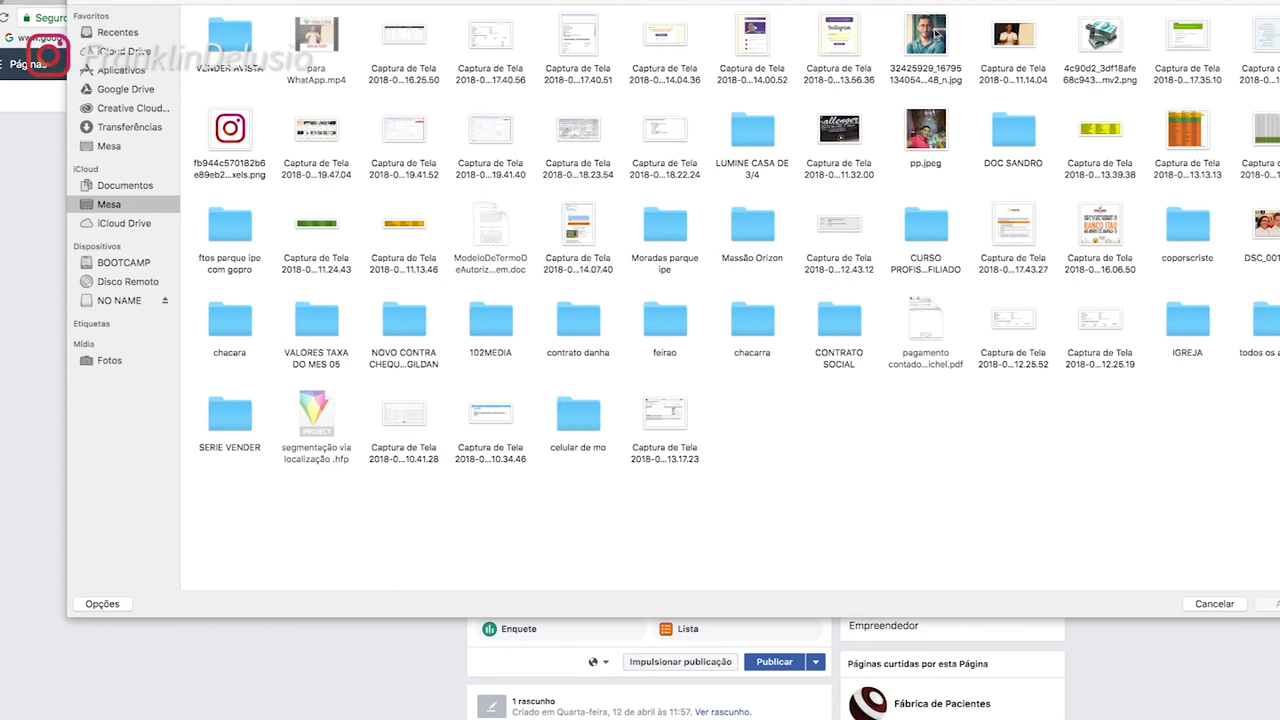 Seguro
www.goo
Págin
Favoritos
Recentes
iCloud Dri
Aplicativos
Google Drive
Creative Cloud...
Transferências
Mesa
iCloud
Documentos
Mesa
iCloud Drive
Dispositivos
BOOTCAMP
Disco Remoto
NO NAME
Etiquetas
Mídia
Fotos
para
WhatApp.mp4
Captura de Tela
2018-0...16.25.50
Captura de Tela
2018-0...17.40.56
Captura de Tela
2018-0...17.40.51
Captura de Tela
2018-0...14.04.36
Captura de Tela
2018-0...14.00.52
Captura de Tela
2018-0...13.56.36
32425929_16795
134054...48_n.jpg
Captura de Tela
2018-0...11.14.04
4c90d2_3df18afe
68c943...mv2.png
Captura de Tela
2018-0...17.35.10
Captura
2018-0...1
fb944c570182b6
e89eb2...xels.png
Captura de Tela
2018-0...19.47.04
Captura de Tela
2018-0...19.41.52
Captura de Tela
2018-0...19.41.40
Captura de Tela
2018-0...18.23.54
Captura de Tela
2018-0...18.22.24
LUMINE CASA DE
3/4
Captura de Tela
2018-0...11.32.00
pp.jpeg
DOC SANDRO
Captura de Tela
2018-0...13.39.38
Captura de Tela
2018-0...13.13.13
Captura
2018-0...
ftos parque ipe
com gopro
Captura de Tela
2018-0...11.24.43
Captura de Tela
2018-0...11.13.46
ModeloDeTermoD
eAutoriz...em.doc
Captura de Tela
2018-0...14.07.40
Moradas parque
ipe
Massão Orizon
Captura de Tela
2018-0...12.43.12
CURSO
PROFIS...FILIADO
Captura de Tela
2018-0...17.43.27
BANCO ITAÚ
Captura de Tela
2018-0...16.06.50
coporscriste
DSC_001
chacara
VALORES TAXA
DO MES 05
NOVO CONTRA
CHEQU...GILDAN
102MEDIA
contrato danha
feirao
chacarra
CONTRATO
SOCIAL
PDF
pagamento
contado...ichel.pdf
Captura de Tela
2018-0...12.25.52
Captura de Tela
2018-0...12.25.19
IGREJA
todos os a
PROJECT
SERIE VENDER
segmentação via
localização .hfp
Captura de Tela
2018-0...10.41.28
Captura de Tela
2018-0...10.34.46
celular de mo
Captura de Tela
2018-0...13.17.23
Opções
Cancelar
Enquete
Lista
Empreendedor
Impulsionar publicação
Publicar
Páginas curtidas por esta Página
1 rascunho
Criado em Quarta-feira, 12 de abril às 11:57. Ver rascunho.
Fábrica de Pacientes